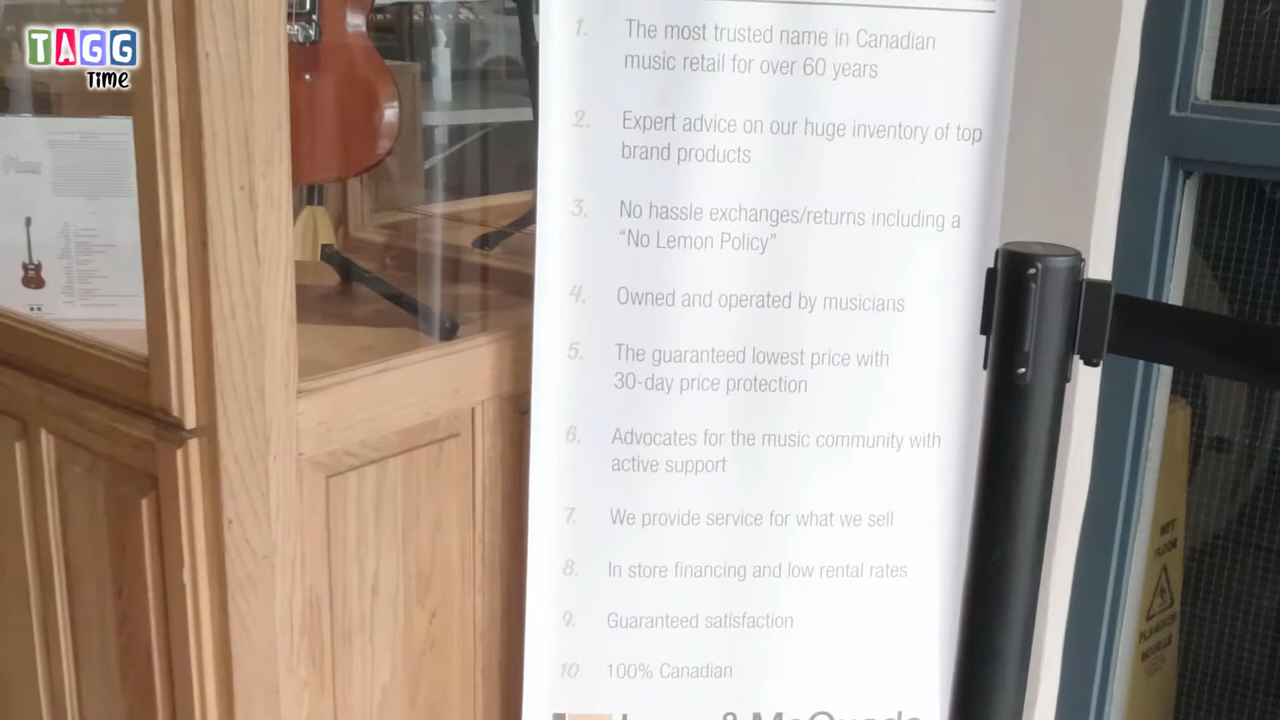 TAGG
TiME
1. The most trusted name in Canadian
music retail for over 60 years
2. Expert advice on our huge inventory of top
brand products
3. No hassle exchanges/returns including a
“No Lemon Policy”
4. Owned and operated by musicians
5. The guaranteed lowest price with
30-day price protection
6. Advocates for the music community with
active support
7. We provide service for what we sell
8. In store financing and low rental rates
9. Guaranteed satisfaction
10. 100% Canadian
& McQuade
WET
FLOOR